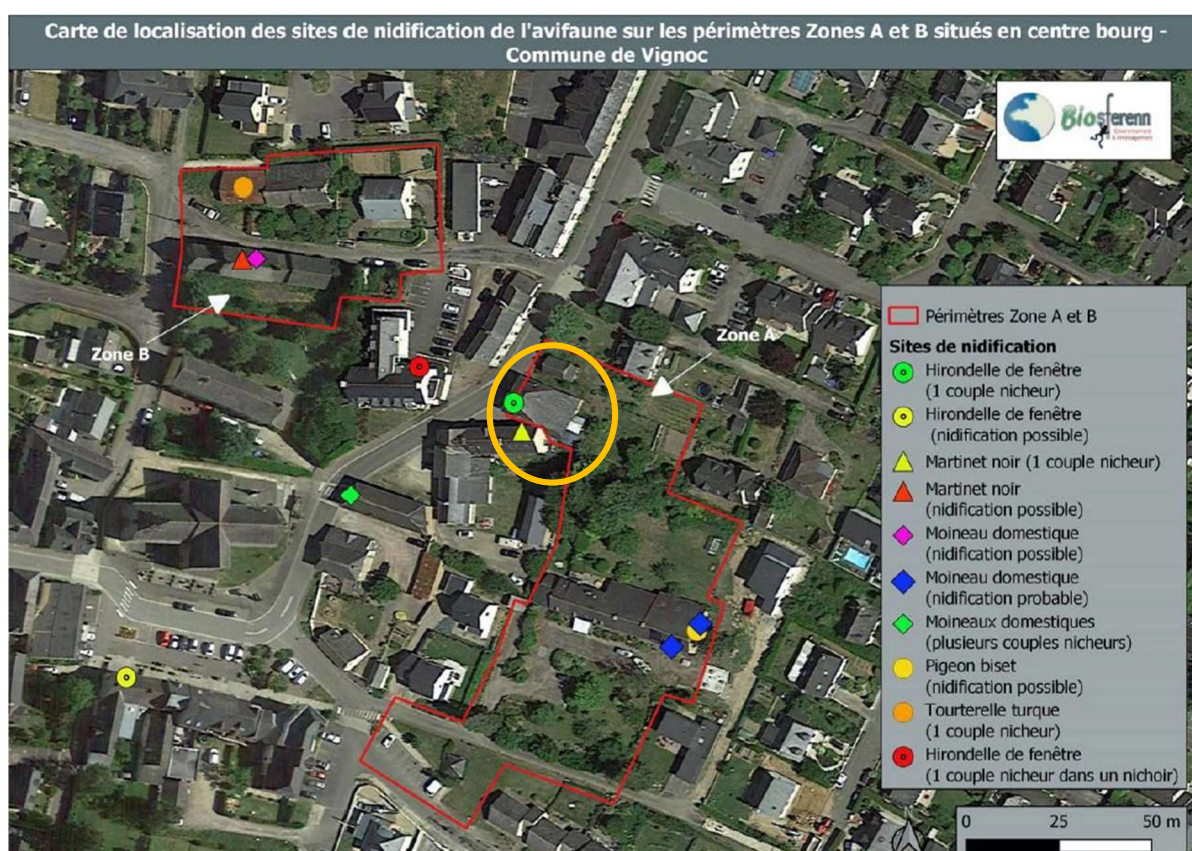 Carte de localisation des sites de nidification de l'avifaune sur les périmètres Zones A et B situés en centre bourg -
Commune de Vignoc
Biosferenn
Zone A
Zone B
Périmètres Zone A et B
Sites de nidification
Hirondelle de fenêtre
(1 couple nicheur)
Hirondelle de fenêtre
(nidification possible)
Martinet noir (1 couple nicheur)
Martinet noir
(nidification possible)
Moineau domestique
(nidification possible)
Moineau domestique
(nidification probable)
Moineaux domestiques
(plusieurs couples nicheurs)
Pigeon biset
(nidification possible)
Tourterelle turque
(1 couple nicheur)
Hirondelle de fenêtre
(1 couple nicheur dans un nichoir)
0 25 50 m